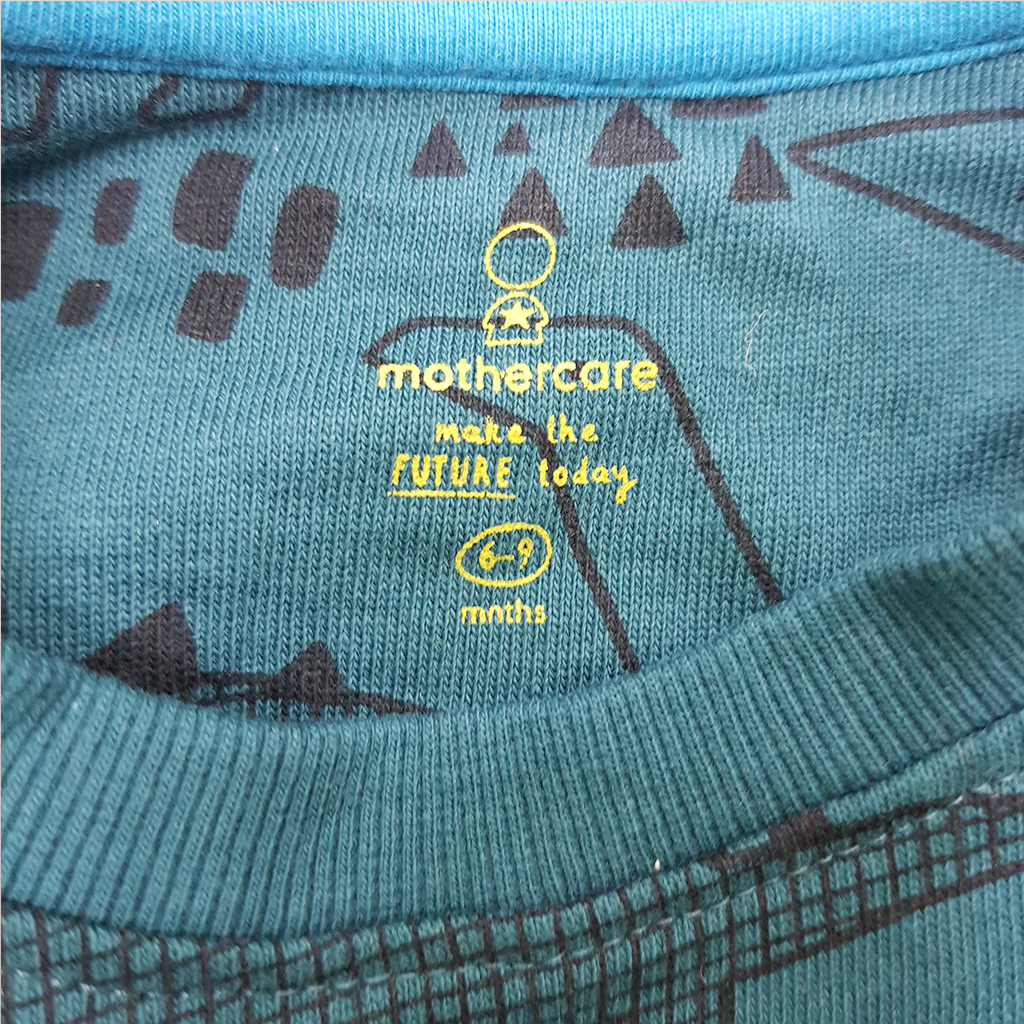 mothercare
make the
FUTURE today
6-9
mnths